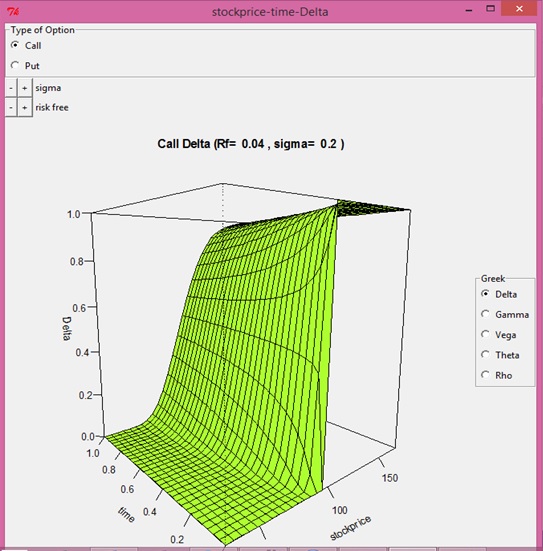 stockprice-time-Delta
Type of Option
Call
Put
- + sigma
- + risk free
Call Delta (Rf= 0.04 , sigma= 0.2 )
1.0
0.8
0.6
0.4
0.2
0.0
Delta
1.0
0.8
0.6
0.4
0.2
time
100
150
stockprice
Greek
Delta
Gamma
Vega
Theta
Rho